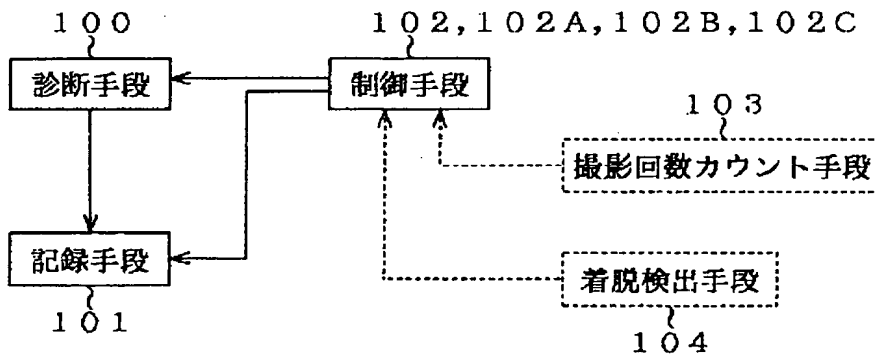 １００
１０２,１０２Ａ,１０２Ｂ,１０２Ｃ
診断手段
制御手段
１０３
撮影回数カウント手段
記録手段
着脱検出手段
１０１
１０４